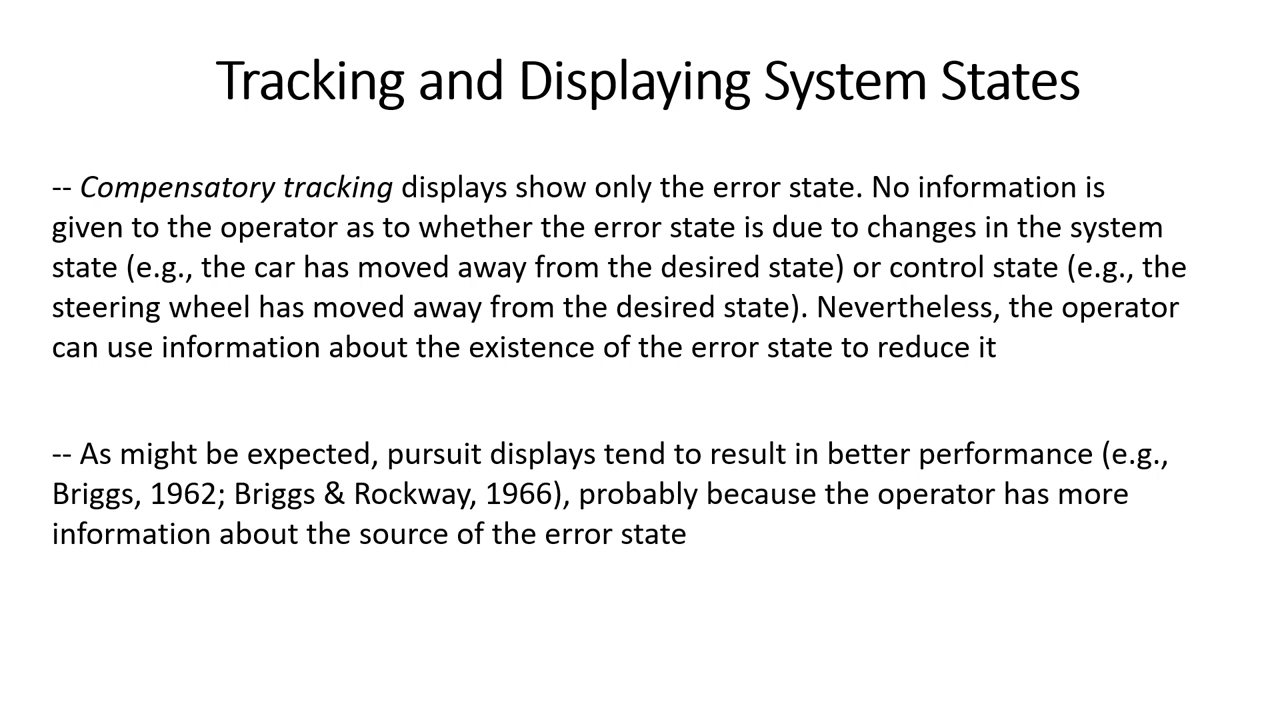 Tracking and Displaying System States
-- Compensatory tracking displays show only the error state. No information is
given to the operator as to whether the error state is due to changes in the system
state (e.g., the car has moved away from the desired state) or control state (e.g., the
steering wheel has moved away from the desired state). Nevertheless, the operator
can use information about the existence of the error state to reduce it
-- As might be expected, pursuit displays tend to result in better performance (e.g.,
Briggs, 1962; Briggs & Rockway, 1966), probably because the operator has more
information about the source of the error state